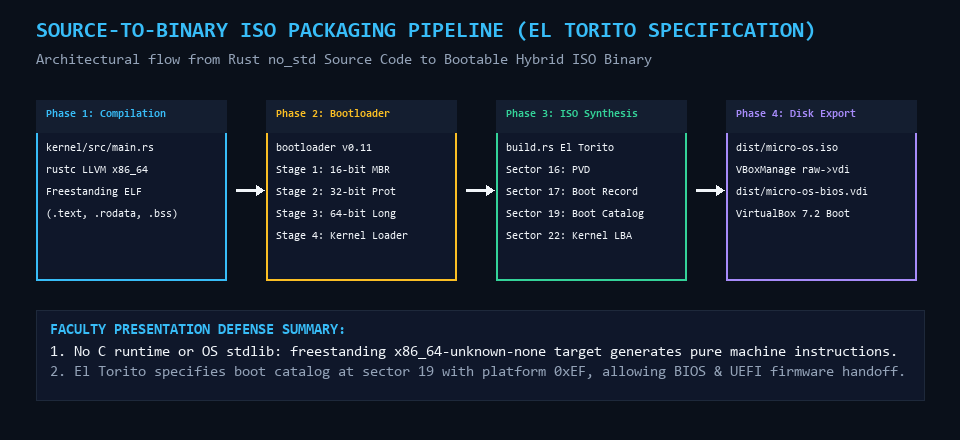 SOURCE-TO-BINARY ISO PACKAGING PIPELINE (EL TORITO SPECIFICATION)
Architectural flow from Rust no_std Source Code to Bootable Hybrid ISO Binary
Phase 1: Compilation
kernel/src/main.rs
rustc LLVM x86_64
Freestanding ELF
(.text, .rodata, .bss)
Phase 2: Bootloader
bootloader v0.11
Stage 1: 16-bit MBR
Stage 2: 32-bit Prot
Stage 3: 64-bit Long
Stage 4: Kernel Loader
Phase 3: ISO Synthesis
build.rs El Torito
Sector 16: PVD
Sector 17: Boot Record
Sector 19: Boot Catalog
Sector 22: Kernel LBA
Phase 4: Disk Export
dist/micro-os.iso
VBoxManage raw->vdi
dist/micro-os-bios.vdi
VirtualBox 7.2 Boot
FACULTY PRESENTATION DEFENSE SUMMARY:
1. No C runtime or OS stdlib: freestanding x86_64-unknown-none target generates pure machine instructions.
2. El Torito specifies boot catalog at sector 19 with platform 0xEF, allowing BIOS & UEFI firmware handoff.